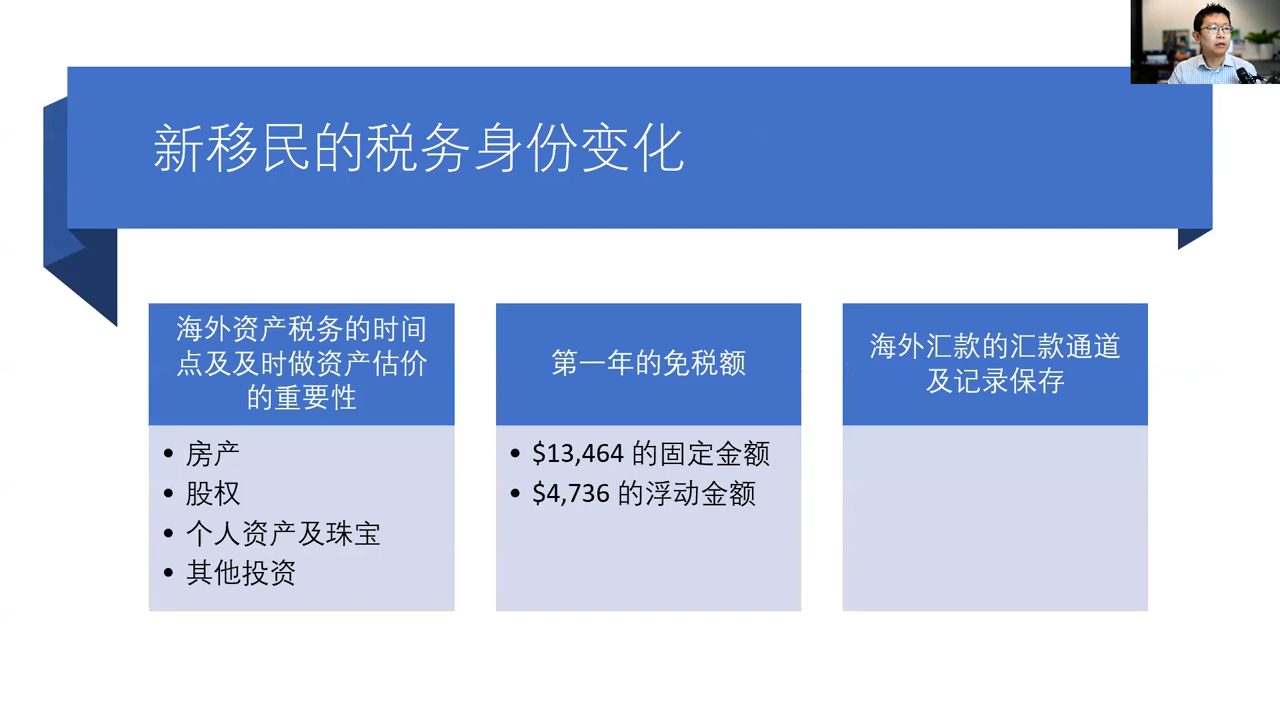 新移民的税务身份变化
海外资产税务的时间
点及及时做资产估价
的重要性
• 房产
• 股权
• 个人资产及珠宝
• 其他投资
第一年的免税额
• $13,464 的固定金额
• $4,736 的浮动金额
海外汇款的汇款通道
及记录保存